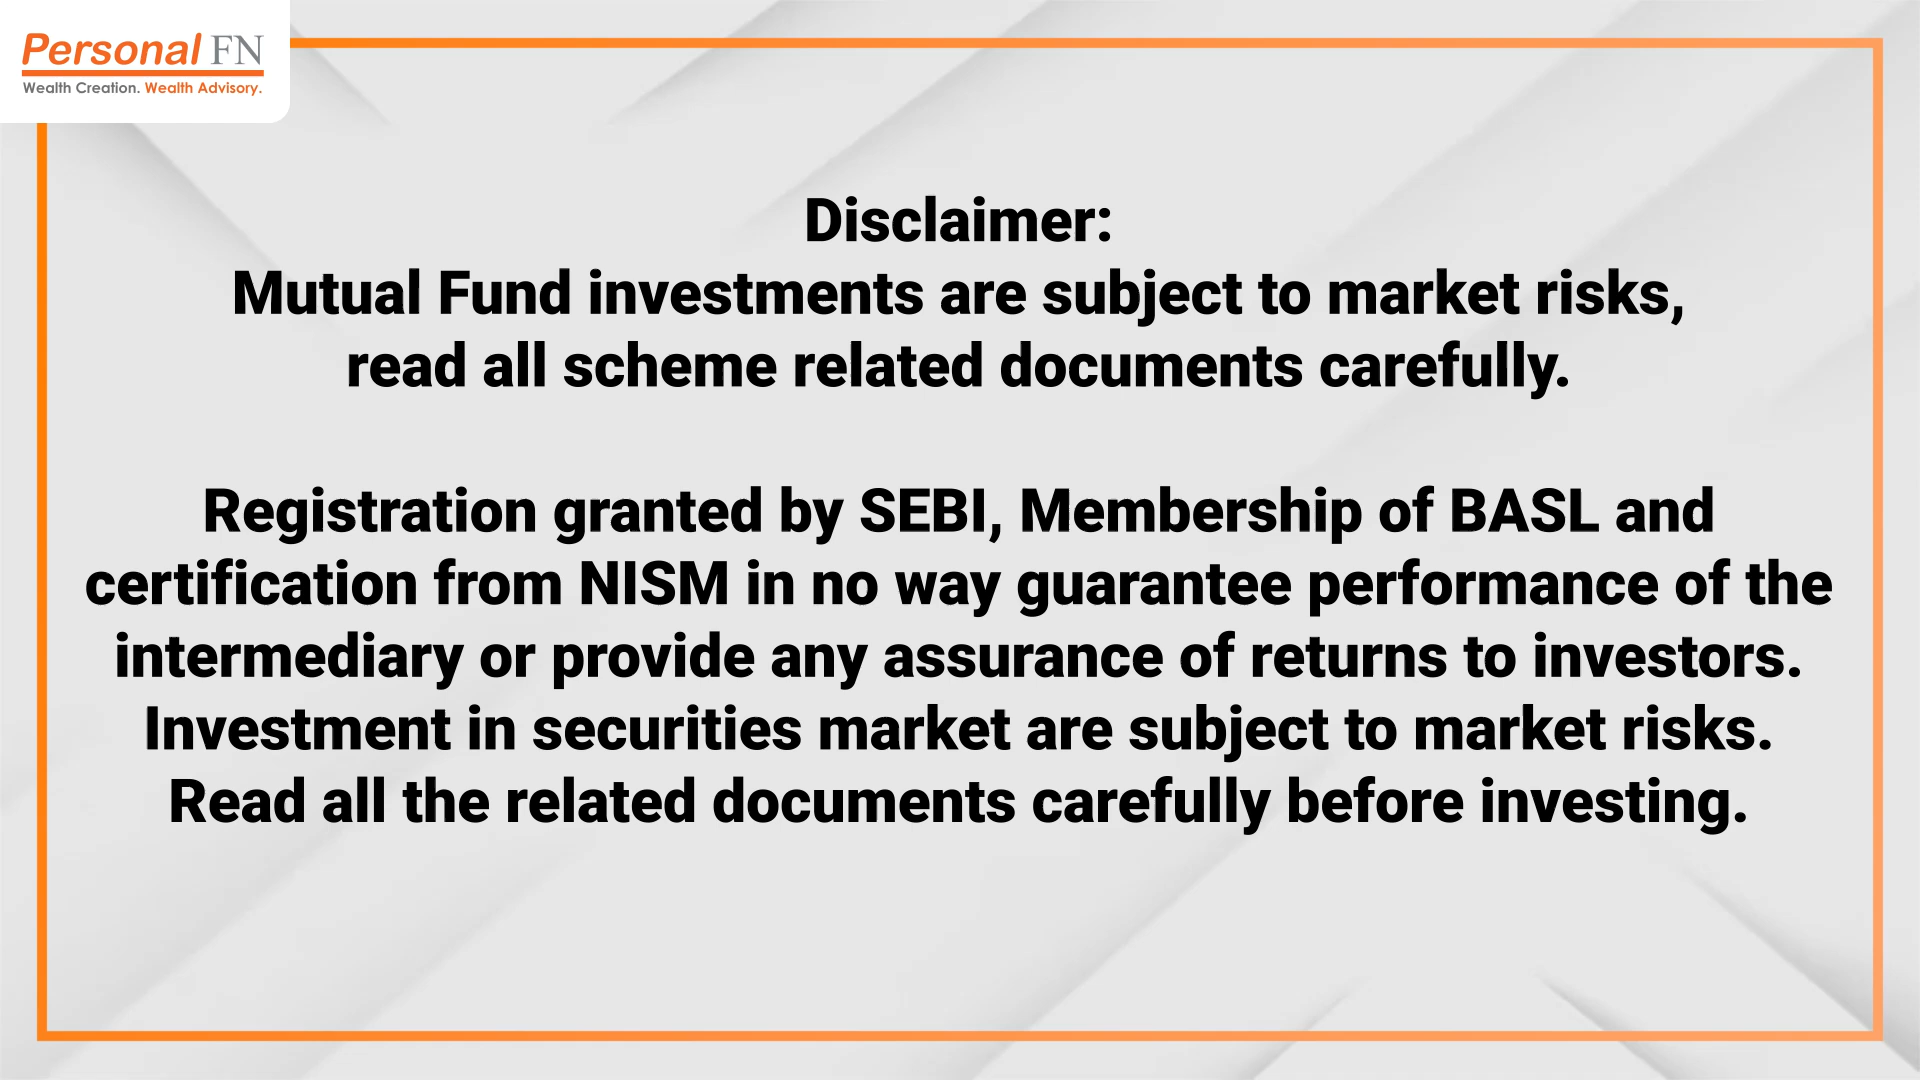 Personal FN
Wealth Creation. Wealth Advisory.
Disclaimer:
Mutual Fund investments are subject to market risks,
read all scheme related documents carefully.
Registration granted by SEBI, Membership of BASL and
certification from NISM in no way guarantee performance of the
intermediary or provide any assurance of returns to investors.
Investment in securities market are subject to market risks.
Read all the related documents carefully before investing.